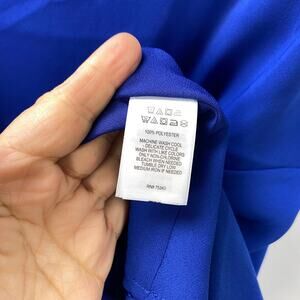 100% POLYESTER
MACHINE WASH COOL
- DELICATE CYCLE
WASH WITH LIKE COLORS
ONLY NON-CHLORINE
BLEACH WHEN NEEDED
TUMBLE DRY LOW
MEDIUM IRON IF NEEDED